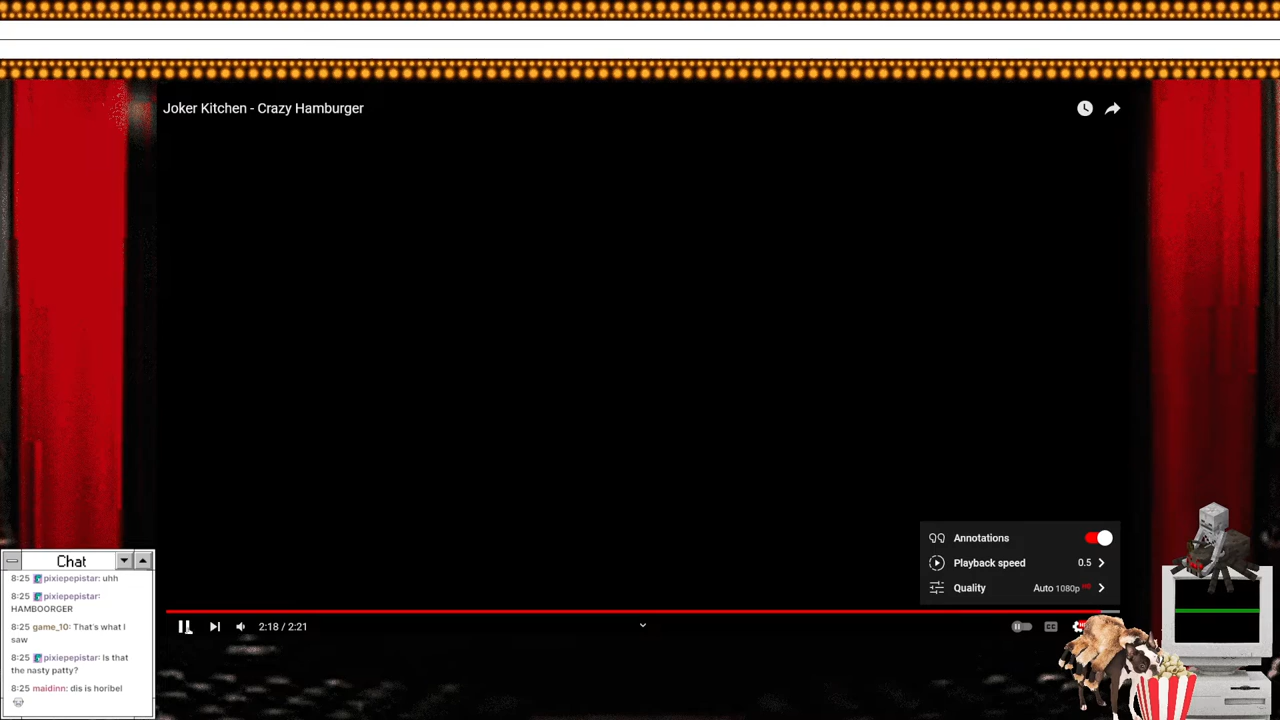 Joker Kitchen - Crazy Hamburger
Annotations
Playback speed 0.5
Quality Auto 1080p HD
2:18 / 2:21
CC
Chat
8:25 pixiepepistar: uhh
8:25 pixiepepistar:
HAMBOORGER
8:25 game_10: That's what I
saw
8:25 pixiepepistar: Is that
the nasty patty?
8:25 maidinn: dis is horibel